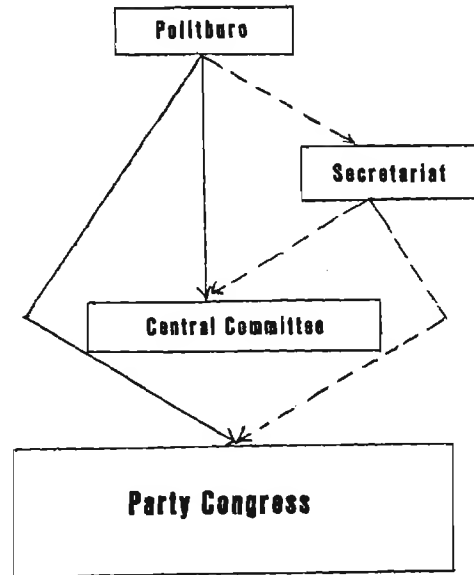 Politburo
Secretariat
Central Committee
Party Congress